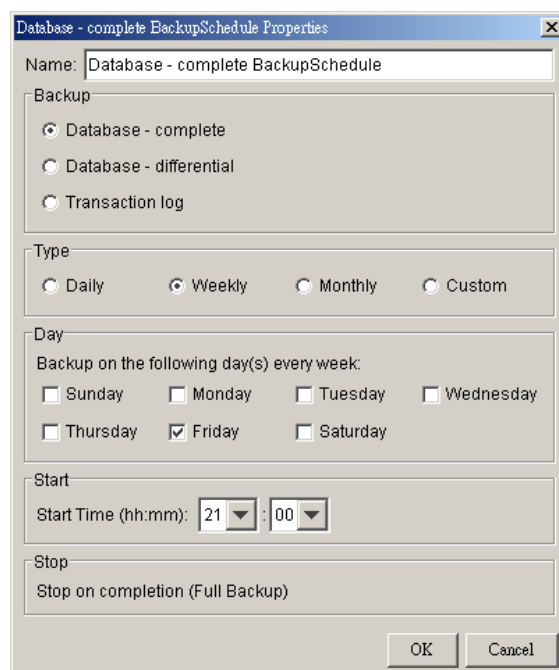 Database - complete BackupSchedule Properties
Name: Database - complete BackupSchedule
Backup
Database - complete
Database - differential
Transaction log
Type
Daily Weekly Monthly Custom
Day
Backup on the following day(s) every week:
Sunday Monday Tuesday Wednesday
Thursday Friday Saturday
Start
Start Time (hh:mm): 21 : 00
Stop
Stop on completion (Full Backup)
OK Cancel